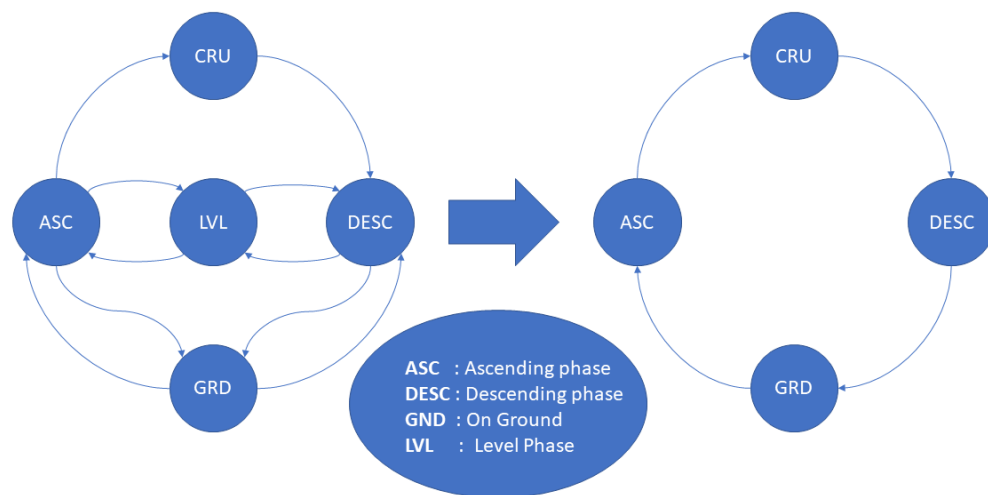 CRU
CRU
ASC
LVL
DESC
ASC
DESC
GRD
GRD
ASC : Ascending phase
DESC : Descending phase
GND : On Ground
LVL : Level Phase